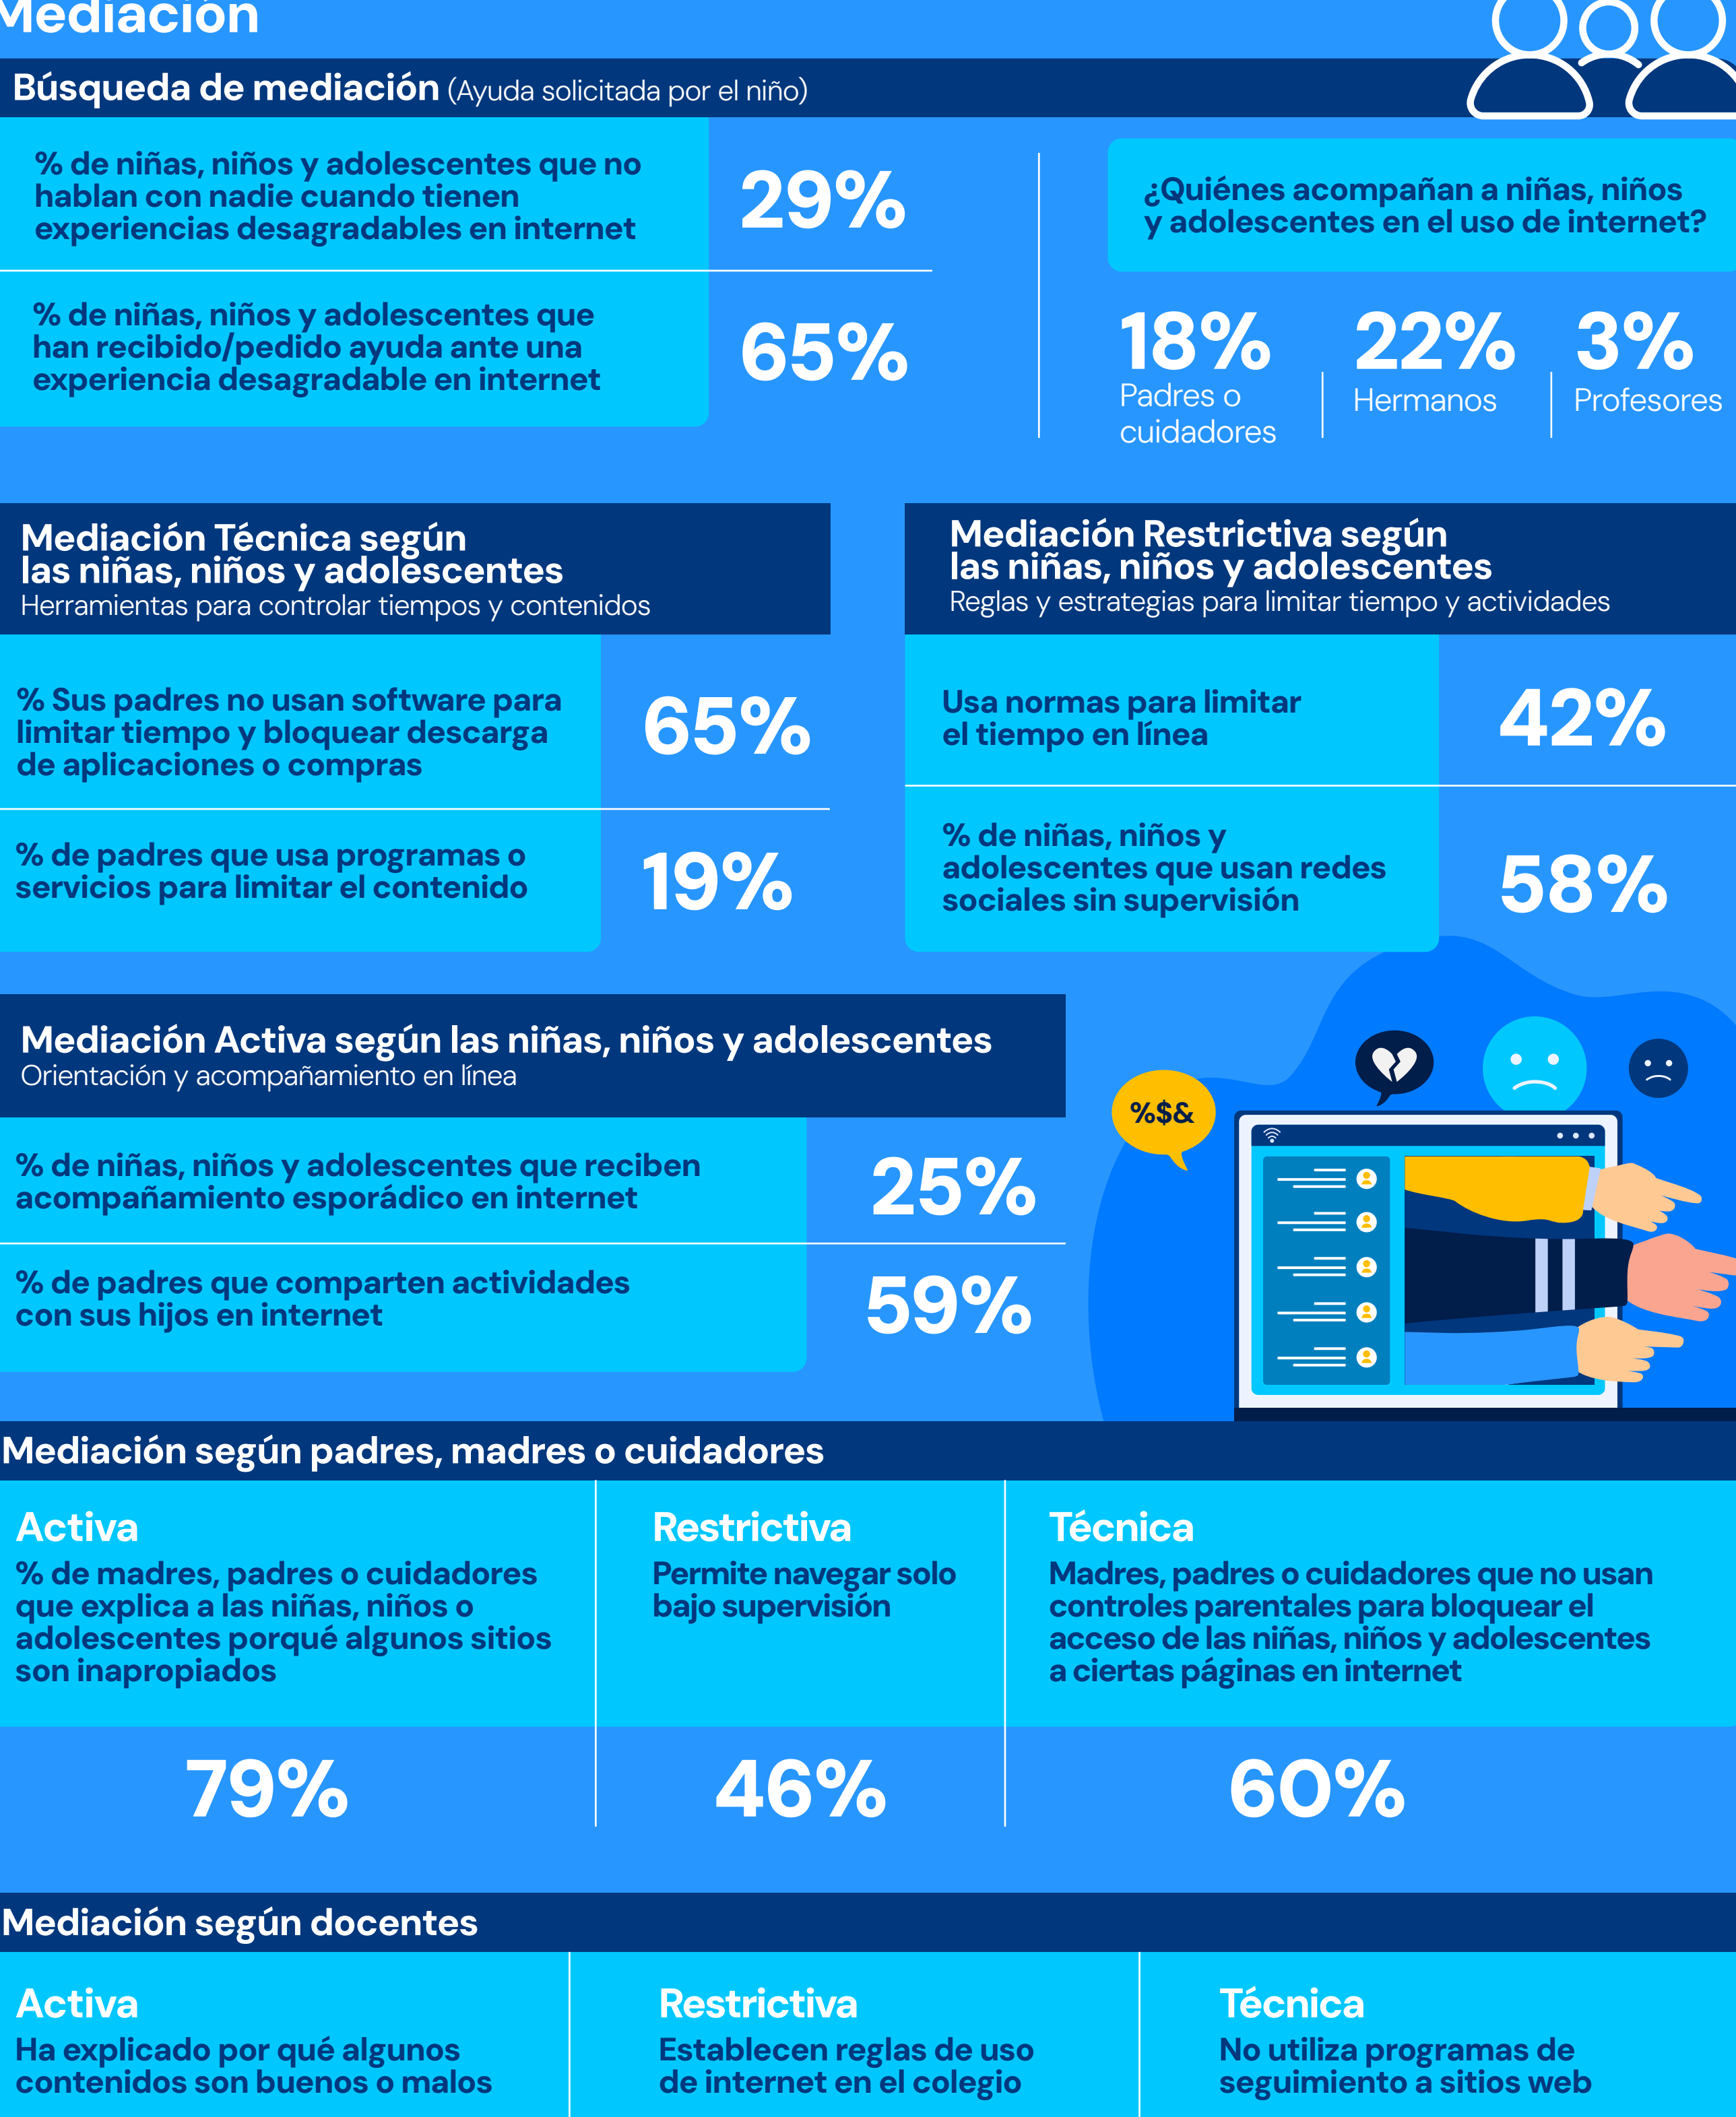 Mediación
Búsqueda de mediación (Ayuda solicitada por el niño)
% de niñas, niños y adolescentes que no
hablan con nadie cuando tienen
experiencias desagradables en internet
29%
% de niñas, niños y adolescentes que
han recibido/pedido ayuda ante una
experiencia desagradable en internet
65%
¿Quiénes acompañan a niñas, niños
y adolescentes en el uso de internet?
18%
Padres o
cuidadores
22%
Hermanos
3%
Profesores
Mediación Técnica según
las niñas, niños y adolescentes
Herramientas para controlar tiempos y contenidos
% Sus padres no usan software para
limitar tiempo y bloquear descarga
de aplicaciones o compras
65%
% de padres que usa programas o
servicios para limitar el contenido
19%
Mediación Restrictiva según
las niñas, niños y adolescentes
Reglas y estrategias para limitar tiempo y actividades
Usa normas para limitar
el tiempo en línea
42%
% de niñas, niños y
adolescentes que usan redes
sociales sin supervisión
58%
Mediación Activa según las niñas, niños y adolescentes
Orientación y acompañamiento en línea
% de niñas, niños y adolescentes que reciben
acompañamiento esporádico en internet
25%
% de padres que comparten actividades
con sus hijos en internet
59%
%$&
Mediación según padres, madres o cuidadores
Activa
% de madres, padres o cuidadores
que explica a las niñas, niños o
adolescentes porqué algunos sitios
son inapropiados
79%
Restrictiva
Permite navegar solo
bajo supervisión
46%
Técnica
Madres, padres o cuidadores que no usan
controles parentales para bloquear el
acceso de las niñas, niños y adolescentes
a ciertas páginas en internet
60%
Mediación según docentes
Activa
Ha explicado por qué algunos
contenidos son buenos o malos
Restrictiva
Establecen reglas de uso
de internet en el colegio
Técnica
No utiliza programas de
seguimiento a sitios web